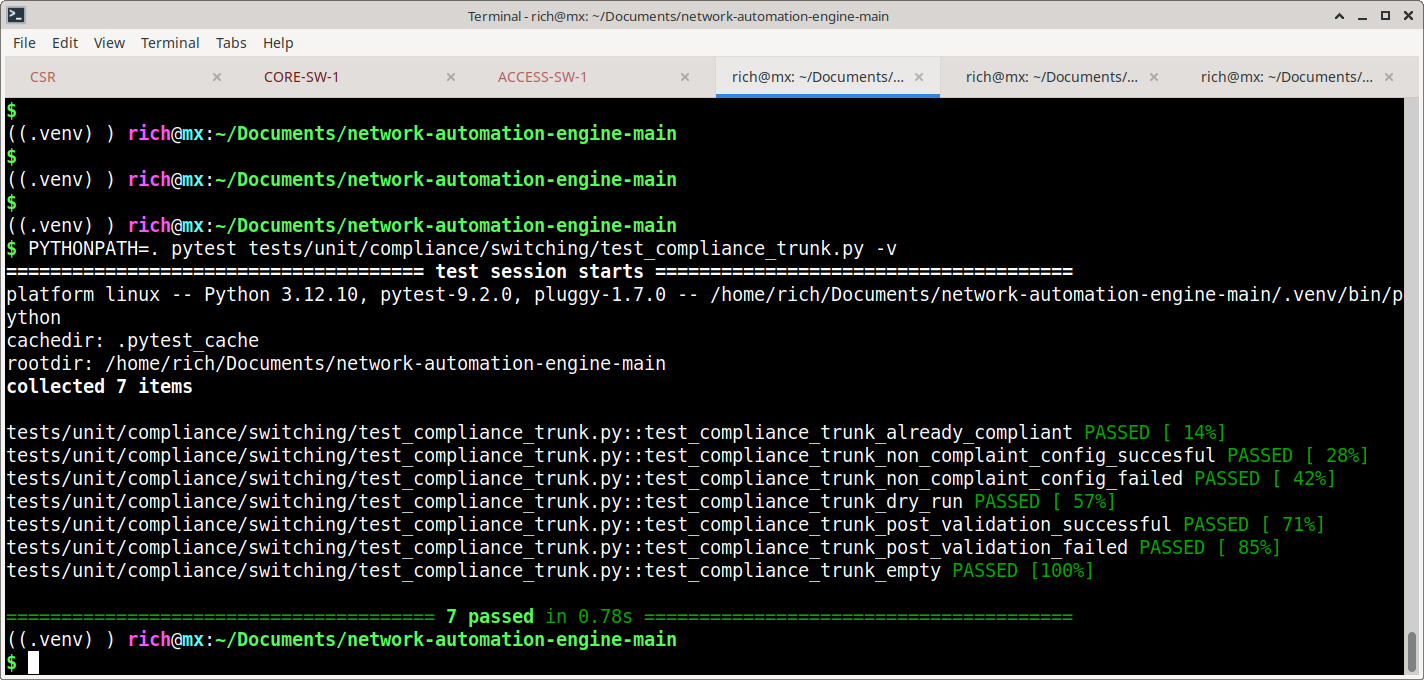 Terminal - rich@mx: ~/Documents/network-automation-engine-main
File Edit View Terminal Tabs Help
CSR × CORE-SW-1 × ACCESS-SW-1 × rich@mx: ~/Documents/... × rich@mx: ~/Documents/... × rich@mx: ~/Documents/... ×
$
((.venv) ) rich@mx:~/Documents/network-automation-engine-main
$
((.venv) ) rich@mx:~/Documents/network-automation-engine-main
$
((.venv) ) rich@mx:~/Documents/network-automation-engine-main
$ PYTHONPATH=. pytest tests/unit/compliance/switching/test_compliance_trunk.py -v
====================================== test session starts ======================================
platform linux -- Python 3.12.10, pytest-9.2.0, pluggy-1.7.0 -- /home/rich/Documents/network-automation-engine-main/.venv/bin/p
ython
cachedir: .pytest_cache
rootdir: /home/rich/Documents/network-automation-engine-main
collected 7 items
tests/unit/compliance/switching/test_compliance_trunk.py::test_compliance_trunk_already_compliant PASSED [ 14%]
tests/unit/compliance/switching/test_compliance_trunk.py::test_compliance_trunk_non_complaint_config_succesful PASSED [ 28%]
tests/unit/compliance/switching/test_compliance_trunk.py::test_compliance_trunk_non_complaint_config_failed PASSED [ 42%]
tests/unit/compliance/switching/test_compliance_trunk.py::test_compliance_trunk_dry_run PASSED [ 57%]
tests/unit/compliance/switching/test_compliance_trunk.py::test_compliance_trunk_post_validation_successful PASSED [ 71%]
tests/unit/compliance/switching/test_compliance_trunk.py::test_compliance_trunk_post_validation_failed PASSED [ 85%]
tests/unit/compliance/switching/test_compliance_trunk.py::test_compliance_trunk_empty PASSED [100%]
======================================= 7 passed in 0.78s =======================================
((.venv) ) rich@mx:~/Documents/network-automation-engine-main
$